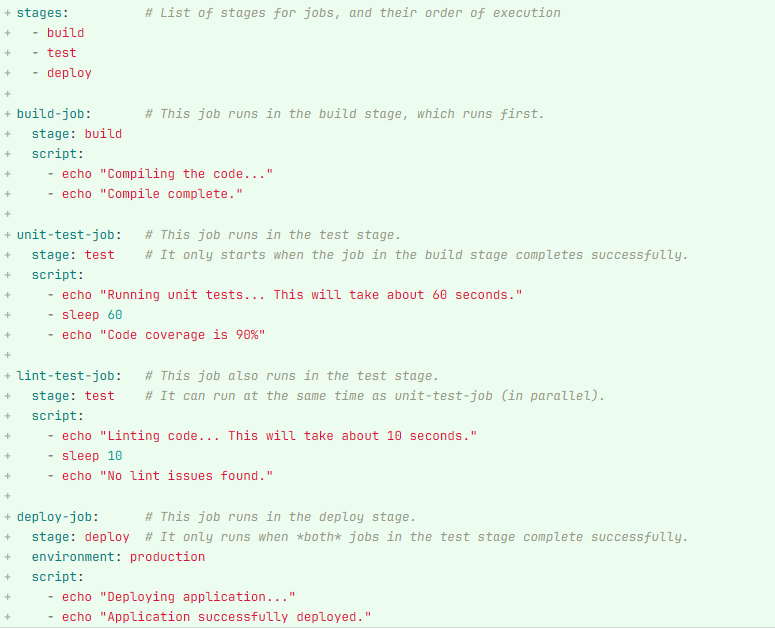 + stages:          # List of stages for jobs, and their order of execution
+   - build
+   - test
+   - deploy
+
+ build-job:       # This job runs in the build stage, which runs first.
+   stage: build
+   script:
+     - echo "Compiling the code..."
+     - echo "Compile complete."
+
+ unit-test-job:   # This job runs in the test stage.
+   stage: test    # It only starts when the job in the build stage completes successfully.
+   script:
+     - echo "Running unit tests... This will take about 60 seconds."
+     - sleep 60
+     - echo "Code coverage is 90%"
+
+ lint-test-job:   # This job also runs in the test stage.
+   stage: test    # It can run at the same time as unit-test-job (in parallel).
+   script:
+     - echo "Linting code... This will take about 10 seconds."
+     - sleep 10
+     - echo "No lint issues found."
+
+ deploy-job:      # This job runs in the deploy stage.
+   stage: deploy  # It only runs when *both* jobs in the test stage complete successfully.
+   environment: production
+   script:
+     - echo "Deploying application..."
+     - echo "Application successfully deployed."